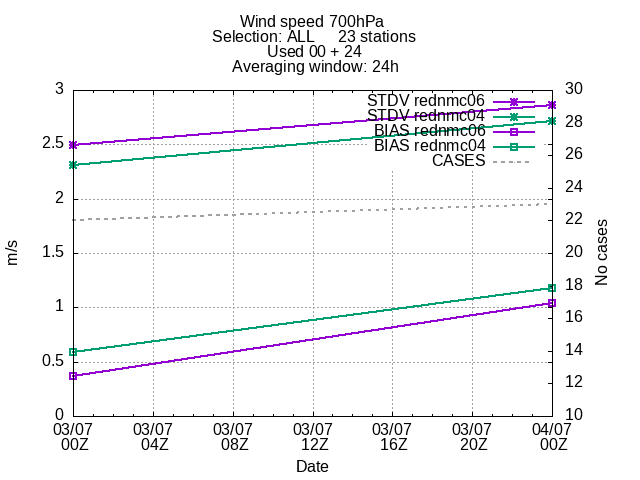 Wind speed 700hPa
Selection: ALL 23 stations
Used 00 + 24
Averaging window: 24h
3
2.5
2
1.5
1
0.5
0
m/s
30
28
26
24
22
20
18
16
14
12
10
No cases
STDV rednmc06
STDV rednmc04
BIAS rednmc06
BIAS rednmc04
CASES
03/07 03/07 03/07 03/07 03/07 03/07 04/07
00Z 04Z 08Z 12Z 16Z 20Z 00Z
Date